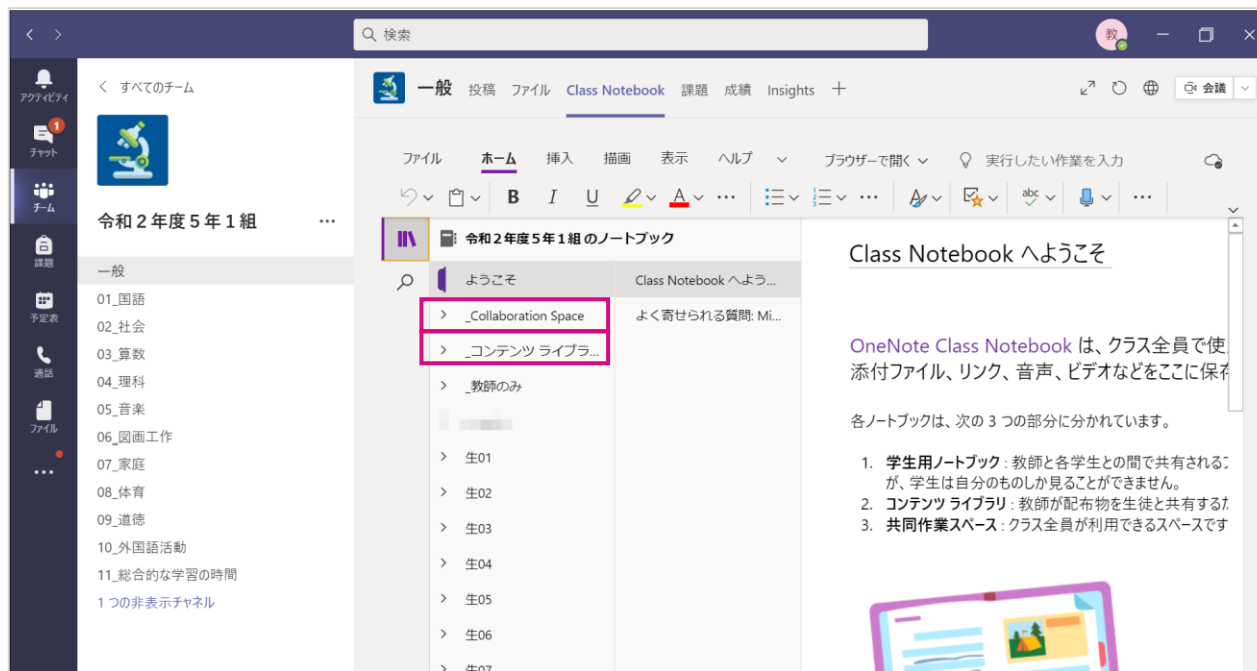 検索
教
アクティビティ
チャット
1
チーム
課題
予定表
通話
ファイル
すべてのチーム
令和2年度5年1組
一般
01_国語
02_社会
03_算数
04_理科
05_音楽
06_図画工作
07_家庭
08_体育
09_道徳
10_外国語活動
11_総合的な学習の時間
1 つの非表示チャネル
一般 投稿 ファイル Class Notebook 課題 成績 Insights
会議
ファイル ホーム 挿入 描画 表示 ヘルプ ブラウザーで開く 実行したい作業を入力
B I U A abc
令和2年度5年1組 のノートブック
ようこそ
_Collaboration Space
_コンテンツ ライブラ...
_教師のみ
生01
生02
生03
生04
生05
生06
生07
Class Notebook へよう...
よく寄せられる質問: Mi...
Class Notebook へようこそ
OneNote Class Notebook は、クラス全員で使
添付ファイル、リンク、音声、ビデオなどをここに保存
各ノートブックは、次の 3 つの部分に分かれています。
1. 学生用ノートブック : 教師と各学生との間で共有される
が、学生は自分のものしか見ることができません。
2. コンテンツ ライブラリ : 教師が配布物を生徒と共有するた
3. 共同作業スペース : クラス全員が利用できるスペースです